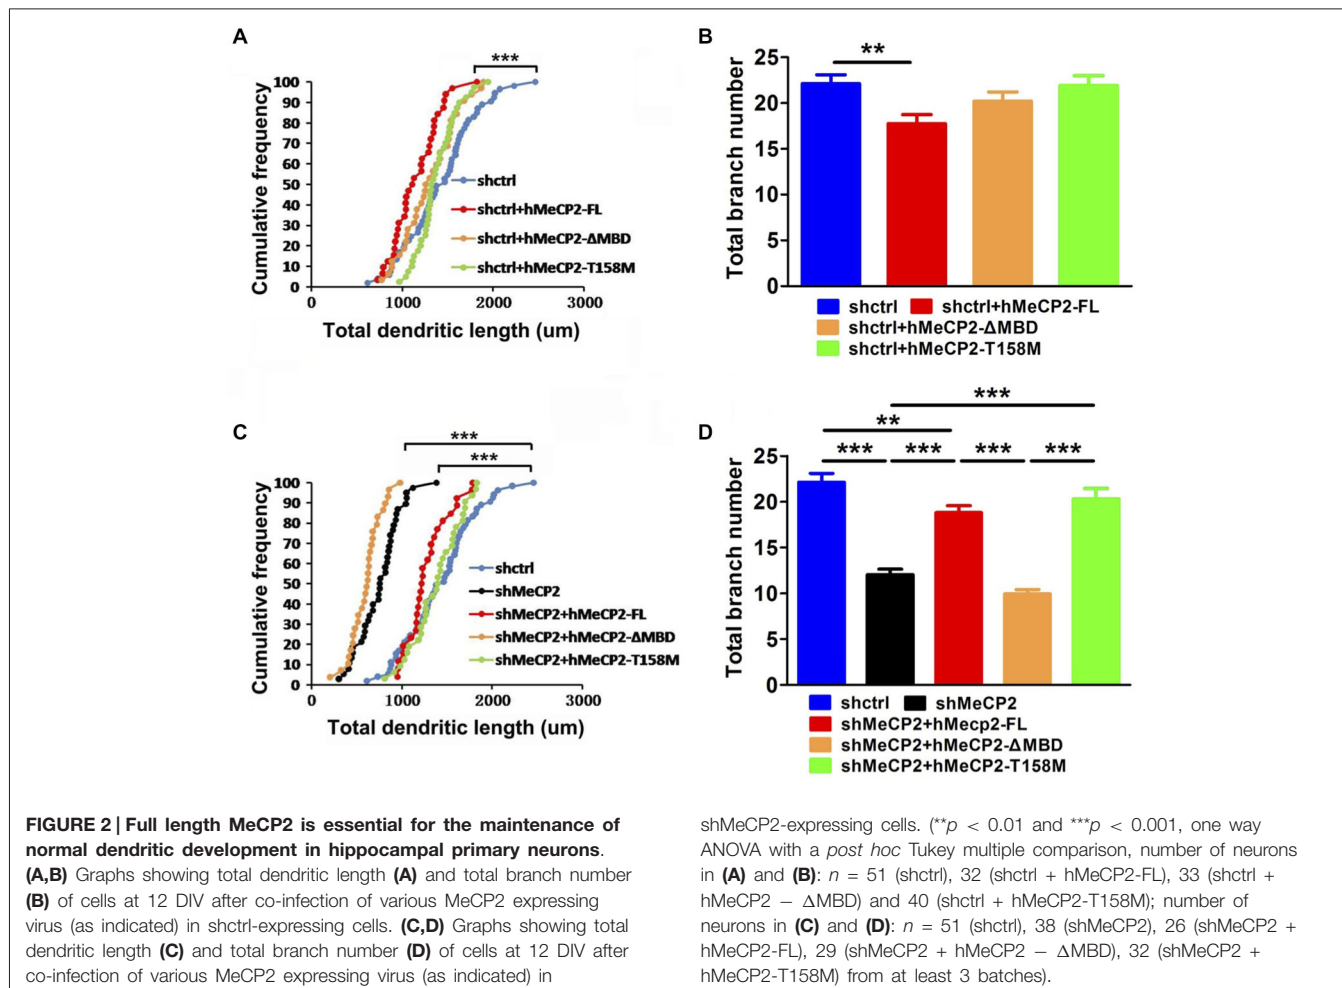 A
***
100
90
80
70
60
50
40
30
20
10
0
Cumulative frequency
shctrl
shctrl+hMeCP2-FL
shctrl+hMeCP2-ΔMBD
shctrl+hMeCP2-T158M
0 1000 2000 3000
Total dendritic length (um)
B
**
25
20
15
10
5
0
Total branch number
shctrl shctrl+hMeCP2-FL
shctrl+hMeCP2-ΔMBD
shctrl+hMeCP2-T158M
C
***
***
100
90
80
70
60
50
40
30
20
10
0
Cumulative frequency
shctrl
shMeCP2
shMeCP2+hMeCP2-FL
shMeCP2+hMeCP2-ΔMBD
shMeCP2+hMeCP2-T158M
0 1000 2000 3000
Total dendritic length (um)
D
***
**
*** *** *** ***
25
20
15
10
5
0
Total branch number
shctrl shMeCP2
shMeCP2+hMecp2-FL
shMeCP2+hMeCP2-ΔMBD
shMeCP2+hMeCP2-T158M
FIGURE 2 | Full length MeCP2 is essential for the maintenance of
normal dendritic development in hippocampal primary neurons.
(A,B) Graphs showing total dendritic length (A) and total branch number
(B) of cells at 12 DIV after co-infection of various MeCP2 expressing
virus (as indicated) in shctrl-expressing cells. (C,D) Graphs showing total
dendritic length (C) and total branch number (D) of cells at 12 DIV after
co-infection of various MeCP2 expressing virus (as indicated) in
shMeCP2-expressing cells. (**p < 0.01 and ***p < 0.001, one way
ANOVA with a post hoc Tukey multiple comparison, number of neurons
in (A) and (B): n = 51 (shctrl), 32 (shctrl + hMeCP2-FL), 33 (shctrl +
hMeCP2 − ΔMBD) and 40 (shctrl + hMeCP2-T158M); number of
neurons in (C) and (D): n = 51 (shctrl), 38 (shMeCP2), 26 (shMeCP2 +
hMeCP2-FL), 29 (shMeCP2 + hMeCP2 − ΔMBD), 32 (shMeCP2 +
hMeCP2-T158M) from at least 3 batches).